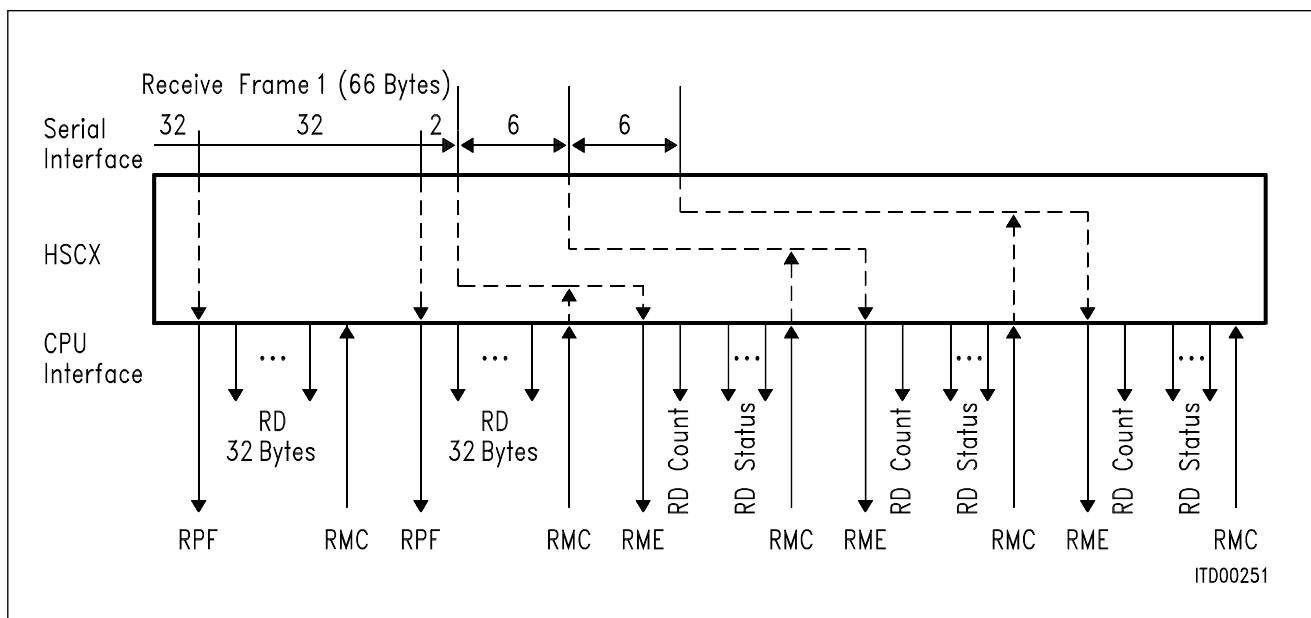 Receive Frame 1 (66 Bytes)
32 32 2 6 6
Serial
Interface
HSCX
CPU
Interface
... ... ... ... ...
RD
32 Bytes
RD
32 Bytes
RD Count
RD Status
RD Count
RD Status
RD Count
RD Status
RPF RMC RPF RMC RME RMC RME RMC RME RMC
ITD00251